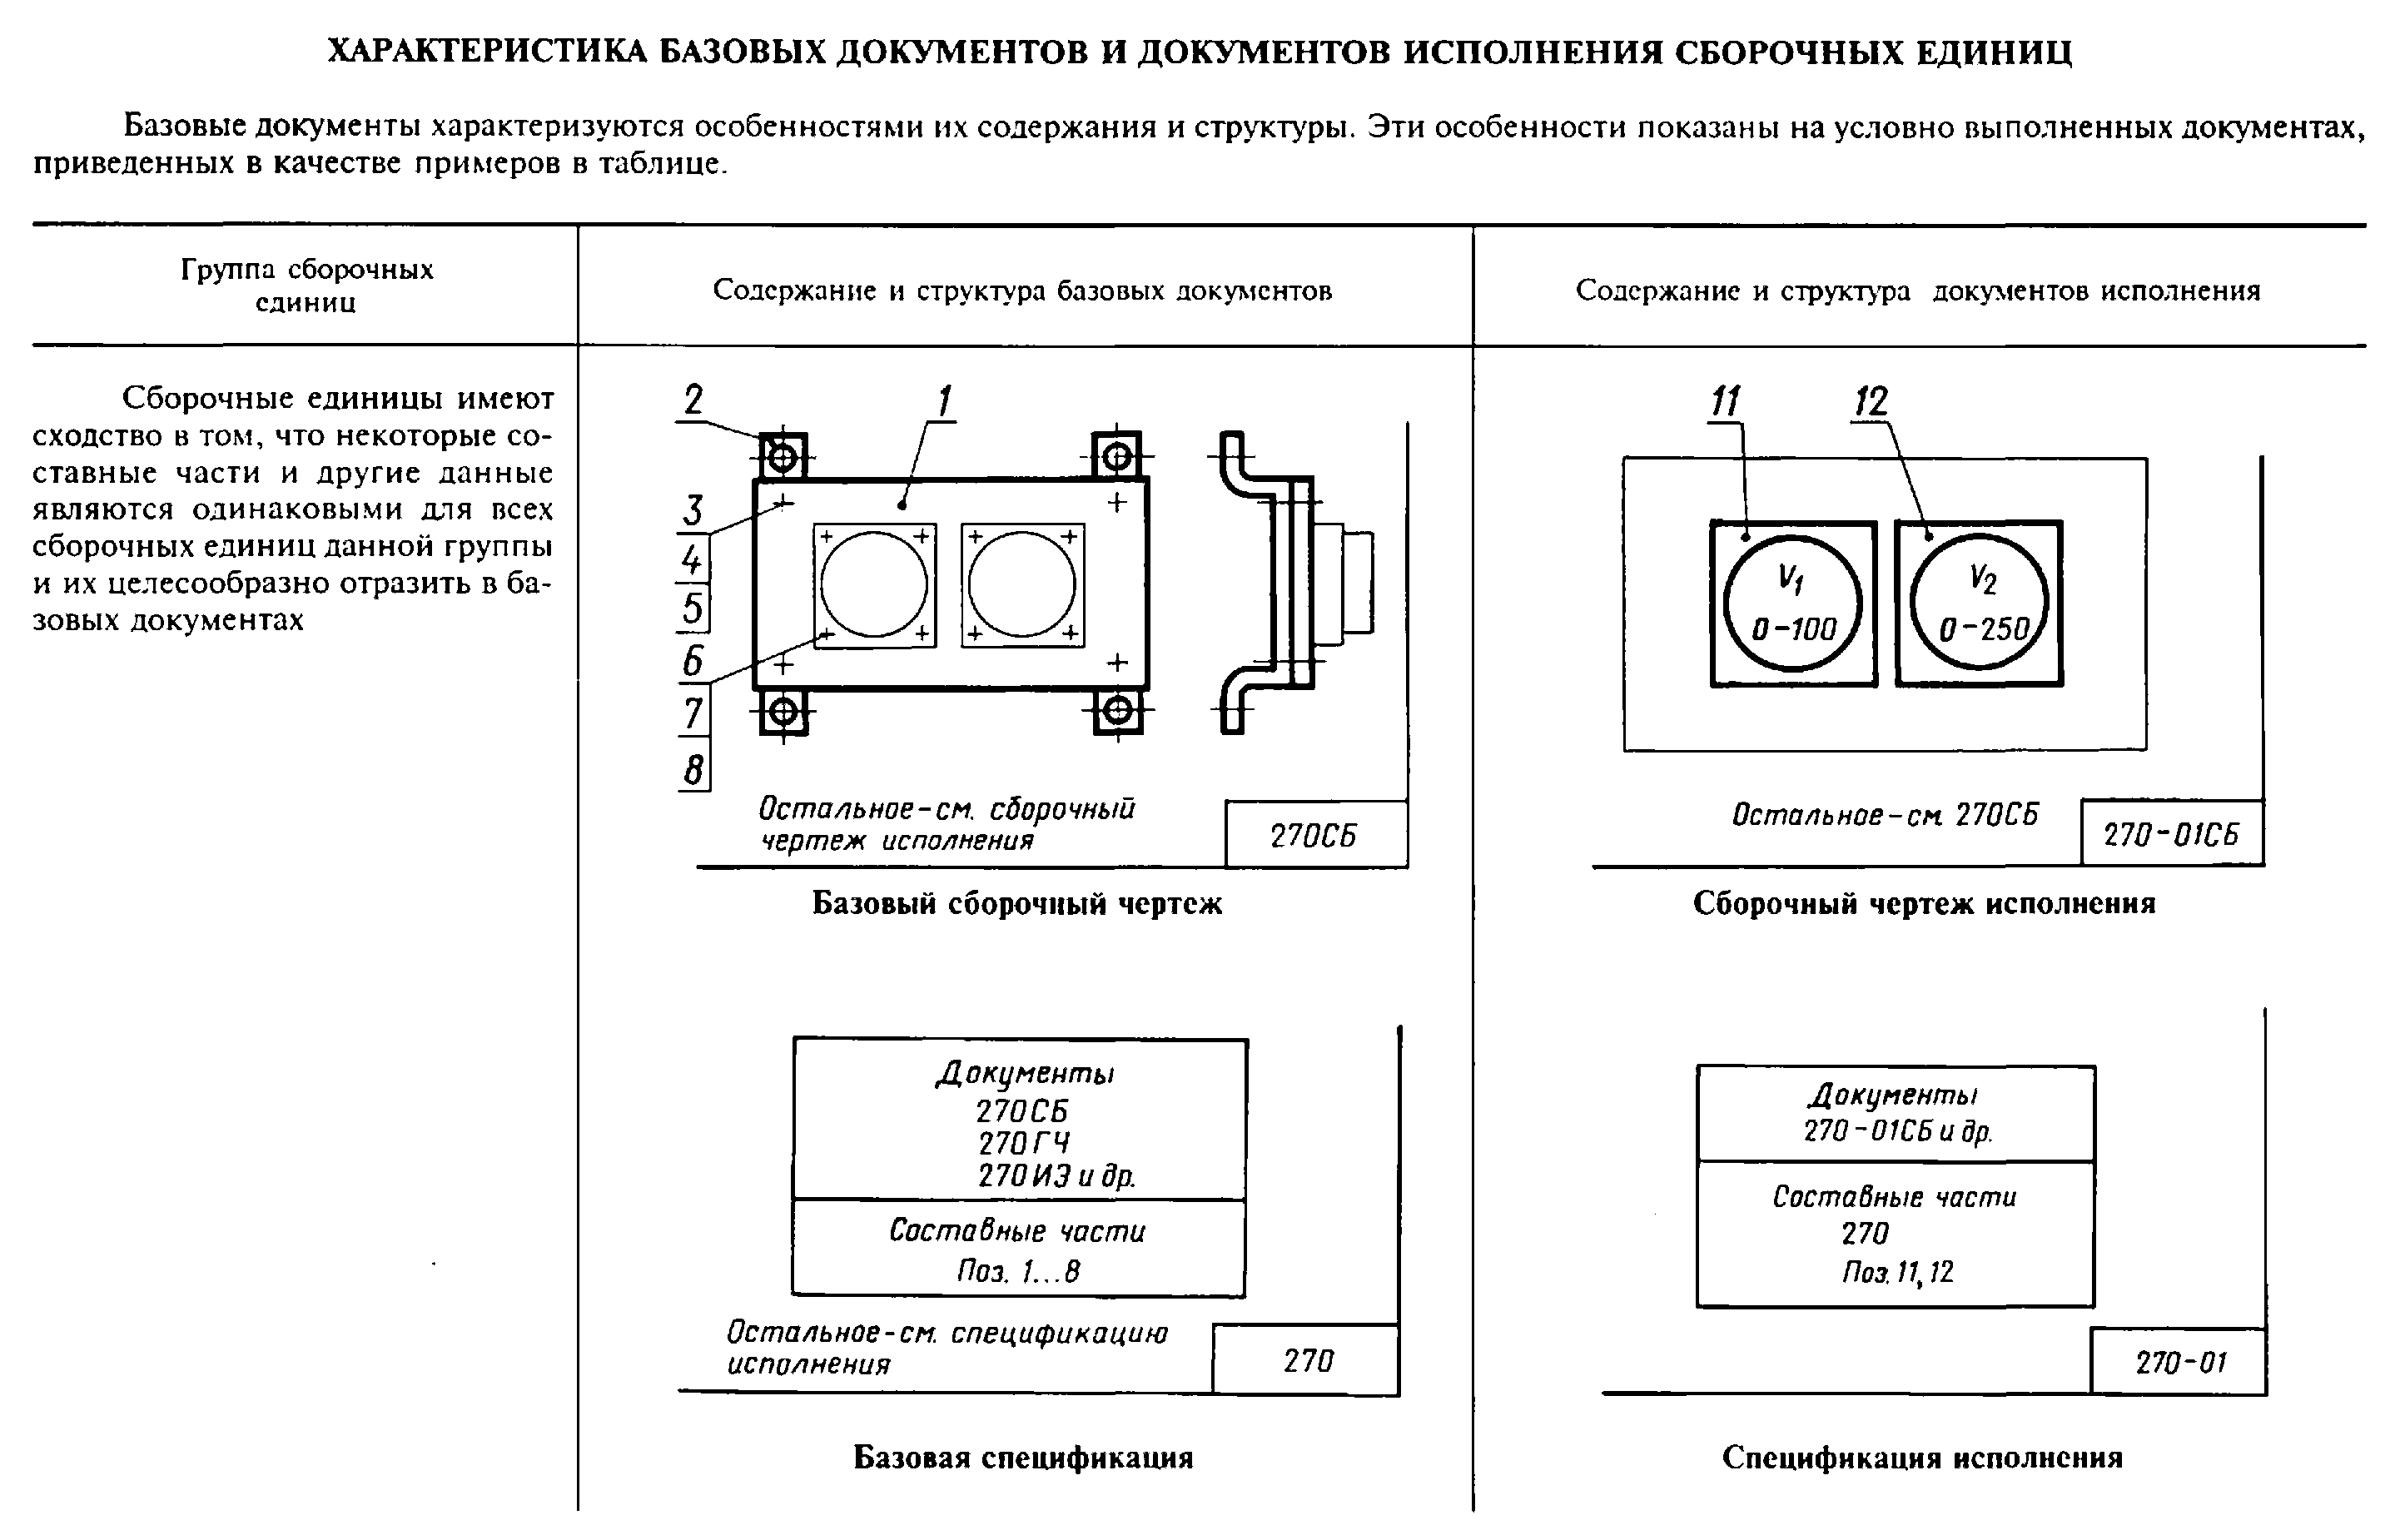 ХАРАКТЕРИСТИКА БАЗОВЫХ ДОКУМЕНТОВ И ДОКУМЕНТОВ ИСПОЛНЕНИЯ СБОРОЧНЫХ ЕДИНИЦ
Базовые документы характеризуются особенностями их содержания и структуры. Эти особенности показаны на условно выполненных документах,
приведенных в качестве примеров в таблице.
Группа сборочных
единиц
Содержание и структура базовых документов
Содержание и структура документов исполнения
Сборочные единицы имеют
сходство в том, что некоторые со-
ставные части и другие данные
являются одинаковыми для всех
сборочных единиц данной группы
и их целесообразно отразить в ба-
зовых документах
2
1
3
4
5
6
7
8
Остальное-см. сборочный
чертеж исполнения
270СБ
Базовый сборочный чертеж
11
12
V1
0-100
V2
0-250
Остальное-см 270СБ
270-01СБ
Сборочный чертеж исполнения
Документы
270СБ
270ГЧ
270ИЭ и др.
Составные части
Поз. 1...8
Остальное-см. спецификацию
исполнения
270
Базовая спецификация
Документы
270-01СБ и др.
Составные части
270
Поз. 11, 12
270-01
Спецификация исполнения